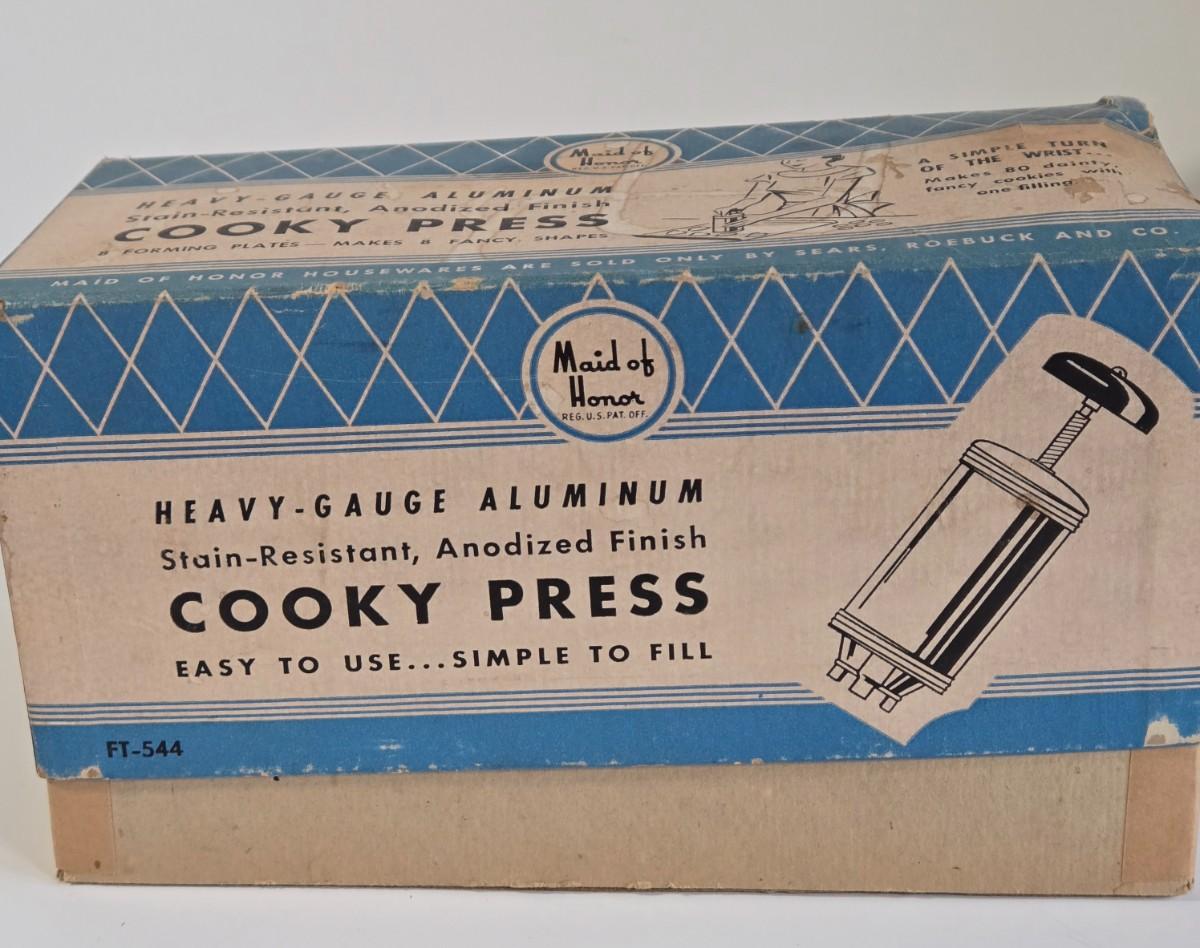 Maid of
Honor
HEAVY-GAUGE ALUMINUM
Stain-Resistant, Anodized Finish
COOKY PRESS
8 FORMING PLATES — MAKES 8 FANCY SHAPES
A SIMPLE TURN
OF THE WRIST...
Makes 80 dainty,
fancy cookies with
one filling
MAID OF HONOR HOUSEWARES ARE SOLD ONLY BY SEARS, ROEBUCK AND CO.
Maid of
Honor
REG. U.S. PAT. OFF.
HEAVY-GAUGE ALUMINUM
Stain-Resistant, Anodized Finish
COOKY PRESS
EASY TO USE...SIMPLE TO FILL
FT-544